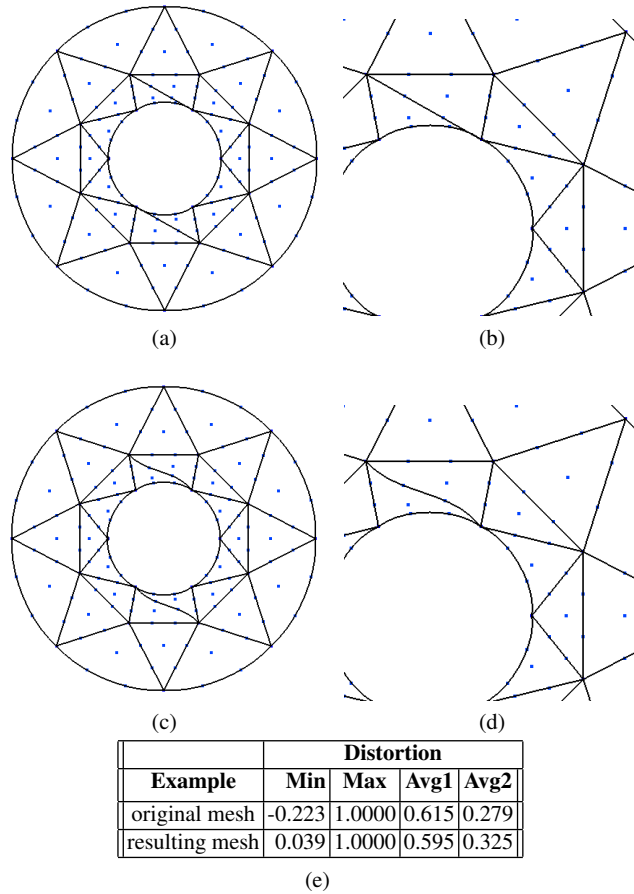 (a)
(b)
(c)
(d)
Distortion
Example Min Max Avg1 Avg2
original mesh -0.223 1.0000 0.615 0.279
resulting mesh 0.039 1.0000 0.595 0.325
(e)